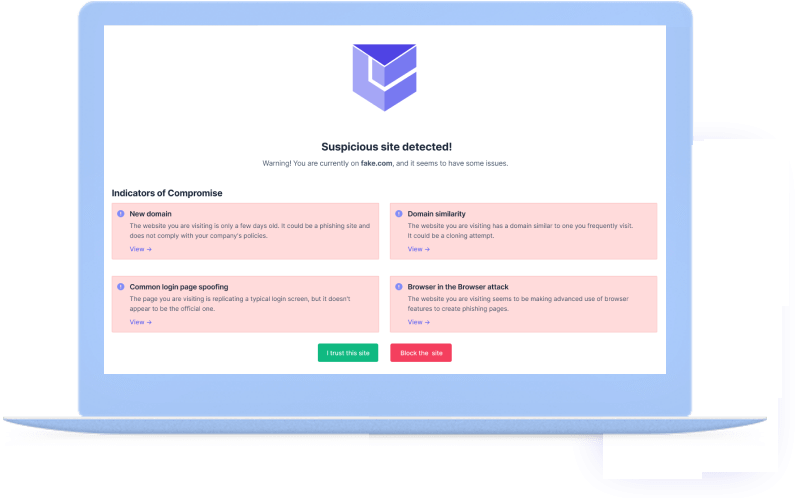 Suspicious site detected!
Warning! You are currently on fake.com, and it seems to have some issues.
Indicators of Compromise
New domain
The website you are visiting is only a few days old. It could be a phishing site and
does not comply with your company's policies.
View →
Domain similarity
The website you are visiting has a domain similar to one you frequently visit.
It could be a cloning attempt.
View →
Common login page spoofing
The page you are visiting is replicating a typical login screen, but it doesn't
appear to be the official one.
View →
Browser in the Browser attack
The website you are visiting seems to be making advanced use of browser
features to create phishing pages.
View →
I trust this site
Block the site